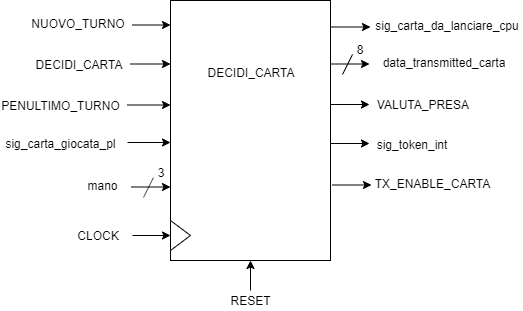 NUOVO_TURNO
DECIDI_CARTA
PENULTIMO_TURNO
sig_carta_giocata_pl
mano
3
CLOCK
DECIDI_CARTA
sig_carta_da_lanciare_cpu
8
data_transmitted_carta
VALUTA_PRESA
sig_token_int
TX_ENABLE_CARTA
RESET